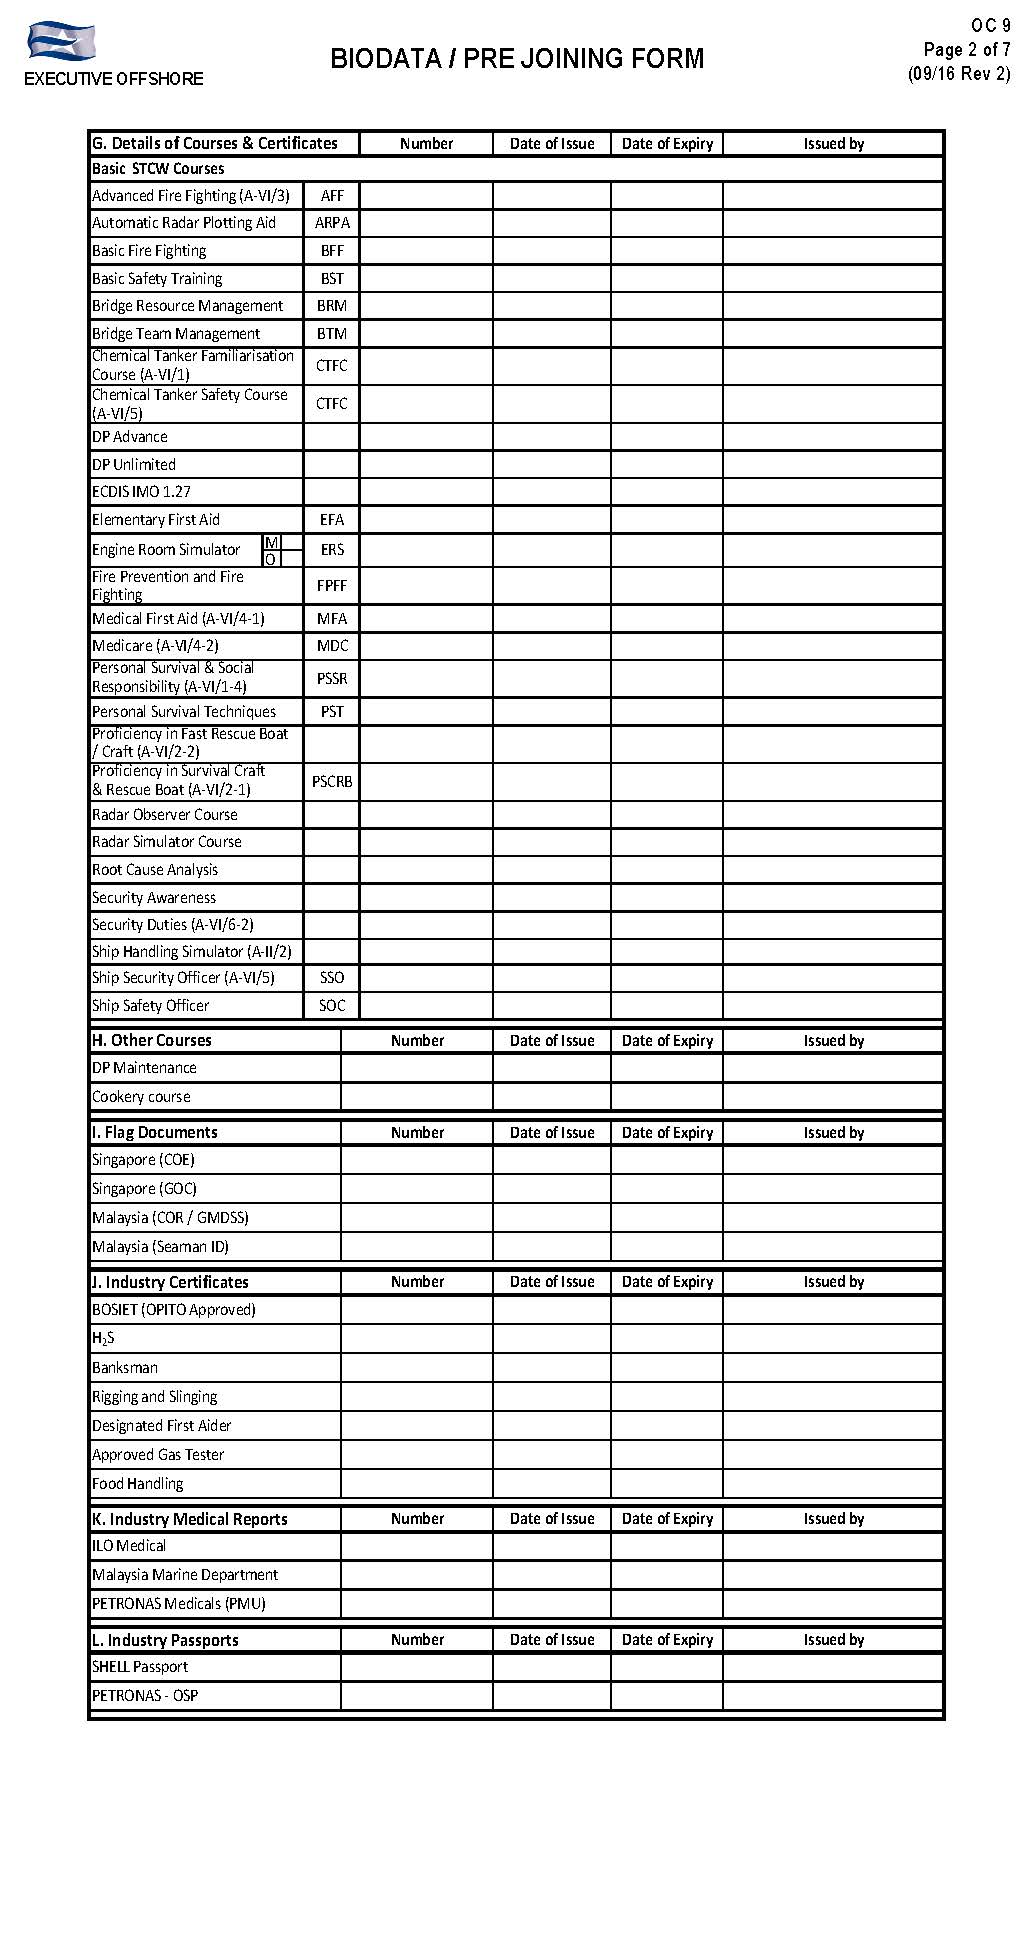 OC 9
BIODATA / PRE JOINING FORM
Page 2 of 7
EXECUTIVE OFFSHORE
(09/16 Rev 2)
G. Details of Courses & Certificates Number Date of Issue Date of Expiry Issued by
Basic STCW Courses
Advanced Fire Fighting (A-VI/3) AFF
Automatic Radar Plotting Aid ARPA
Basic Fire Fighting BFF
Basic Safety Training BST
Bridge Resource Management BRM
Bridge Team Management BTM
Chemical Tanker Familiarisation
Course (A-VI/1) CTFC
Chemical Tanker Safety Course
(A-VI/5) CTFC
DP Advance
DP Unlimited
ECDIS IMO 1.27
Elementary First Aid EFA
Engine Room Simulator M O ERS
Fire Prevention and Fire
Fighting FPFF
Medical First Aid (A-VI/4-1) MFA
Medicare (A-VI/4-2) MDC
Personal Survival & Social
Responsibility (A-VI/1-4) PSSR
Personal Survival Techniques PST
Proficiency in Fast Rescue Boat
/ Craft (A-VI/2-2)
Proficiency in Survival Craft
& Rescue Boat (A-VI/2-1) PSCRB
Radar Observer Course
Radar Simulator Course
Root Cause Analysis
Security Awareness
Security Duties (A-VI/6-2)
Ship Handling Simulator (A-II/2)
Ship Security Officer (A-VI/5) SSO
Ship Safety Officer SOC
H. Other Courses Number Date of Issue Date of Expiry Issued by
DP Maintenance
Cookery course
I. Flag Documents Number Date of Issue Date of Expiry Issued by
Singapore (COE)
Singapore (GOC)
Malaysia (COR / GMDSS)
Malaysia (Seaman ID)
J. Industry Certificates Number Date of Issue Date of Expiry Issued by
BOSIET (OPITO Approved)
H₂S
Banksman
Rigging and Slinging
Designated First Aider
Approved Gas Tester
Food Handling
K. Industry Medical Reports Number Date of Issue Date of Expiry Issued by
ILO Medical
Malaysia Marine Department
PETRONAS Medicals (PMU)
L. Industry Passports Number Date of Issue Date of Expiry Issued by
SHELL Passport
PETRONAS - OSP